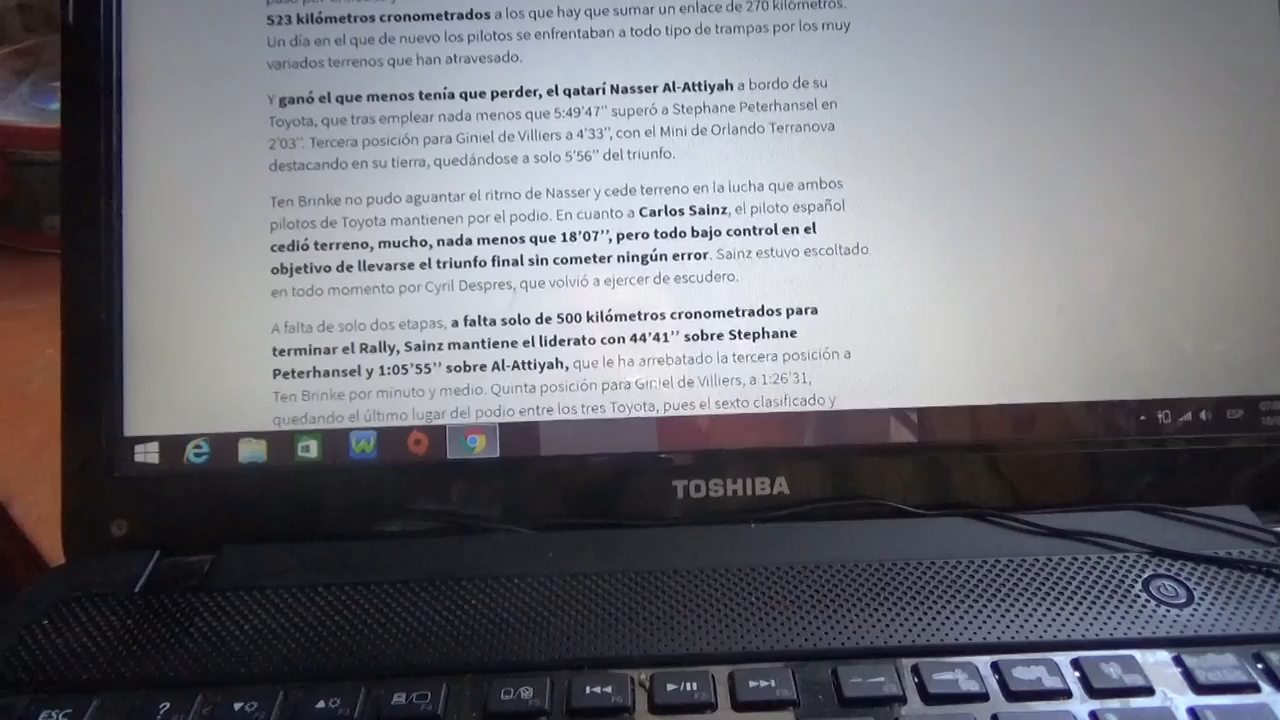 523 kilómetros cronometrados a los que hay que sumar un enlace de 270 kilómetros.
Un día en el que de nuevo los pilotos se enfrentaban a todo tipo de trampas por los muy
variados terrenos que han atravesado.
Y ganó el que menos tenía que perder, el qatarí Nasser Al-Attiyah a bordo de su
Toyota, que tras emplear nada menos que 5:49'47'' superó a Stephane Peterhansel en
2'03''. Tercera posición para Giniel de Villiers a 4'33'', con el Mini de Orlando Terranova
destacando en su tierra, quedándose a solo 5'56'' del triunfo.
Ten Brinke no pudo aguantar el ritmo de Nasser y cede terreno en la lucha que ambos
pilotos de Toyota mantienen por el podio. En cuanto a Carlos Sainz, el piloto español
cedió terreno, mucho, nada menos que 18'07'', pero todo bajo control en el
objetivo de llevarse el triunfo final sin cometer ningún error. Sainz estuvo escoltado
en todo momento por Cyril Despres, que volvió a ejercer de escudero.
A falta de solo dos etapas, a falta solo de 500 kilómetros cronometrados para
terminar el Rally, Sainz mantiene el liderato con 44'41'' sobre Stephane
Peterhansel y 1:05'55'' sobre Al-Attiyah, que le ha arrebatado la tercera posición a
Ten Brinke por minuto y medio. Quinta posición para Giniel de Villiers, a 1:26'31,
quedando el último lugar del podio entre los tres Toyota, pues el sexto clasificado y
ESP
TOSHIBA
ESC
?
F4
F5
F6